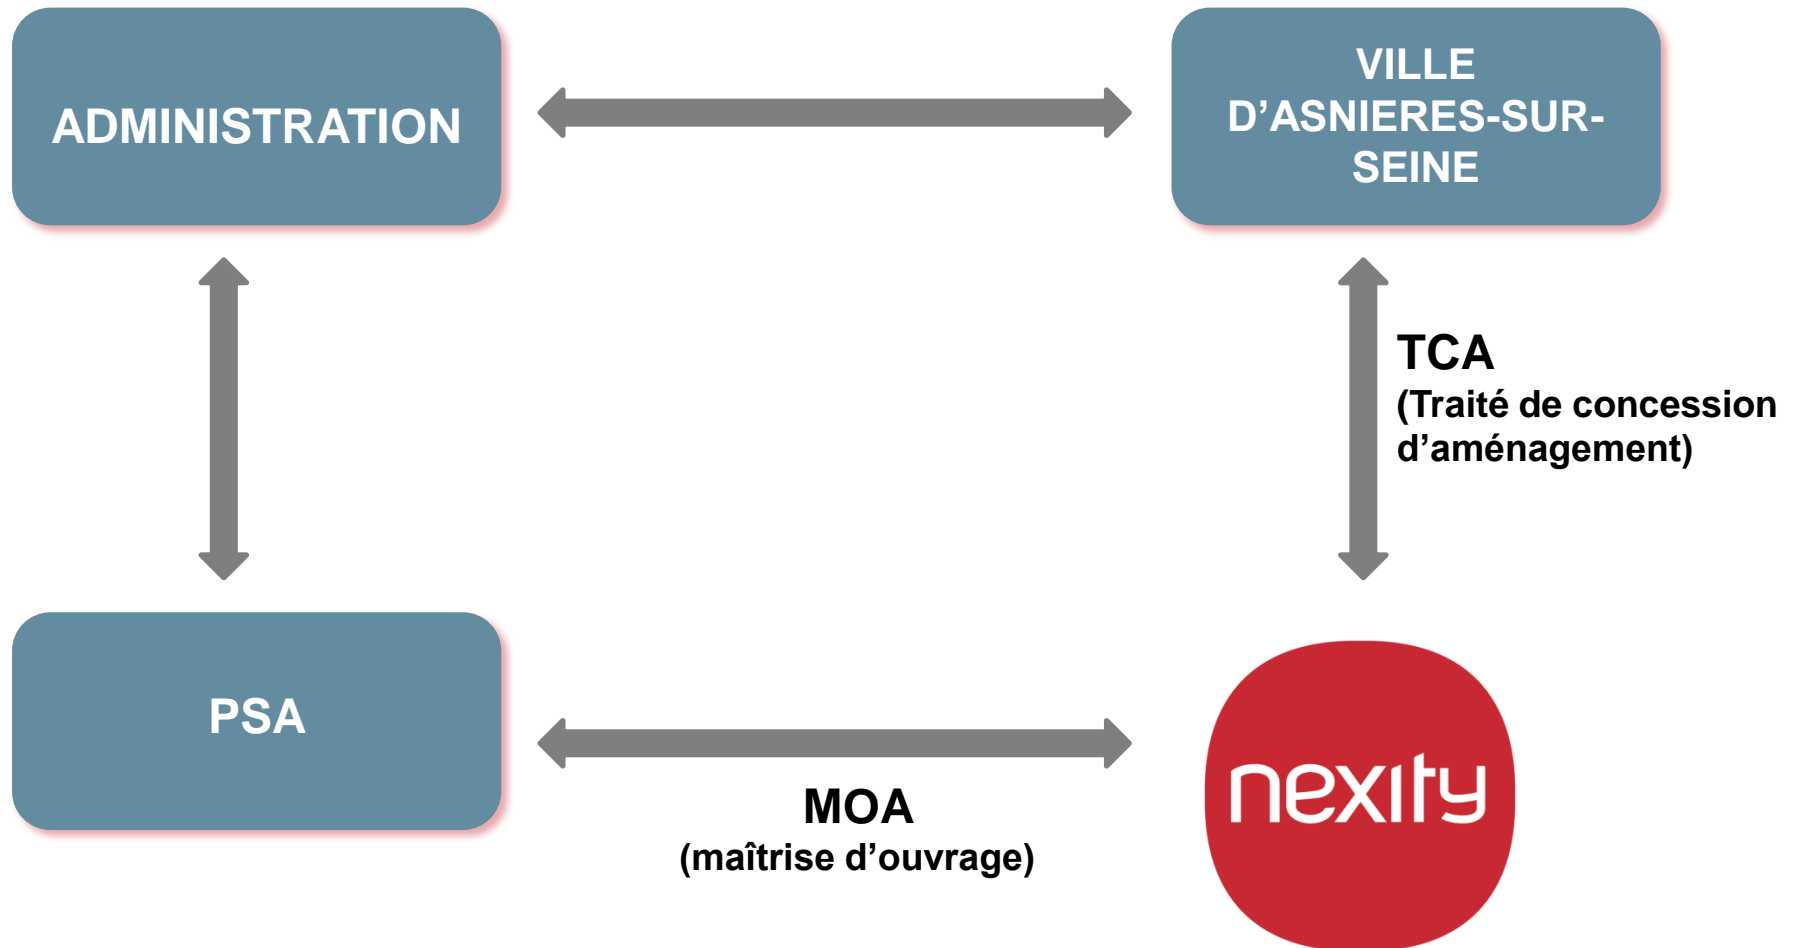 ADMINISTRATION
VILLE
D’ASNIERES-SUR-
SEINE
TCA
(Traité de concession
d’aménagement)
PSA
MOA
(maîtrise d’ouvrage)
nexity